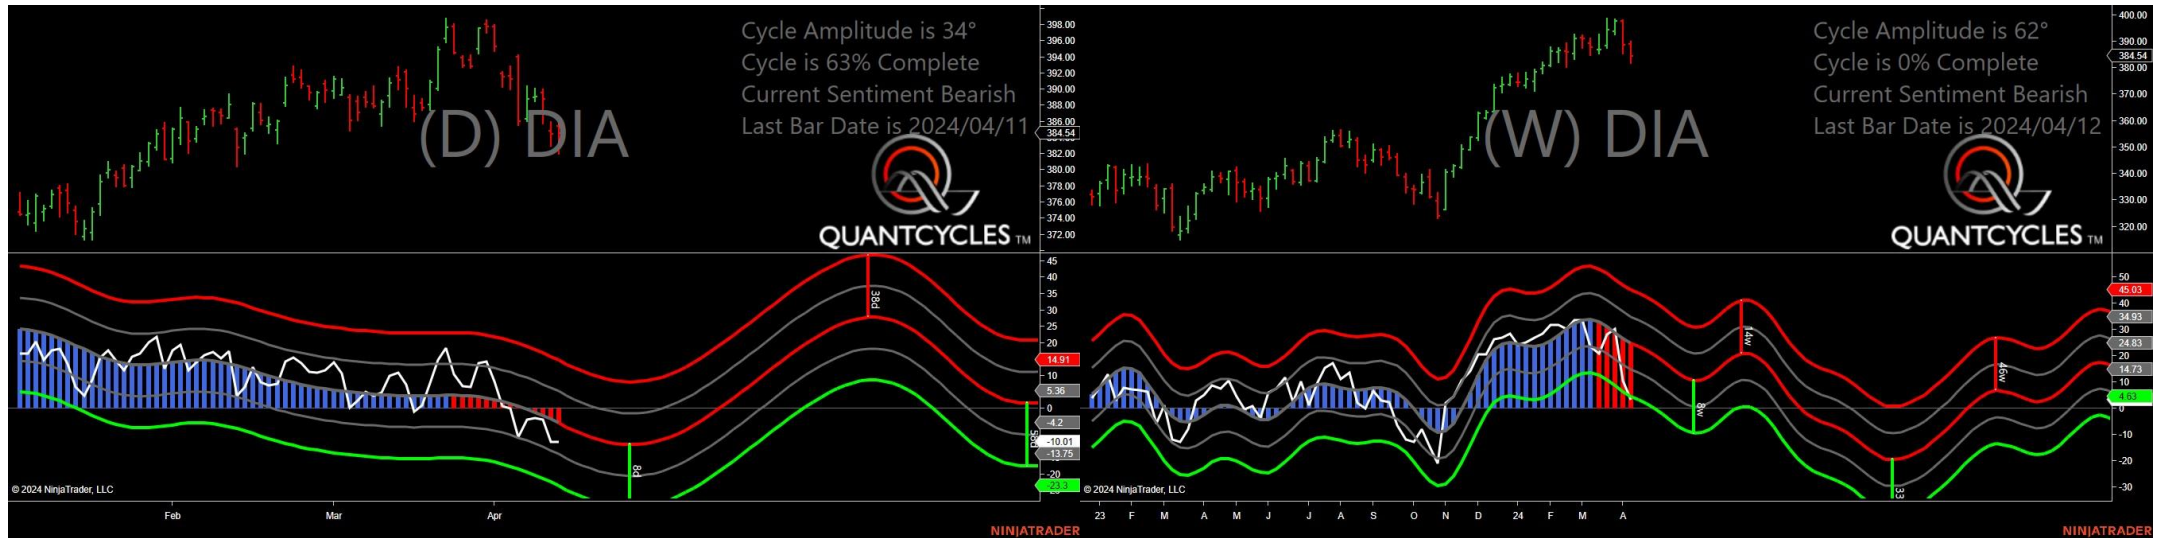 Cycle Amplitude is 34°
Cycle is 63% Complete
Current Sentiment Bearish
Last Bar Date is 2024/04/11
(D) DIA
QUANTCYCLES TM
398.00
396.00
394.00
392.00
390.00
388.00
386.00
384.54
382.00
380.00
378.00
376.00
374.00
372.00
45
40
35
30
25
20
14.91
10
5.36
0
-4.2
-10.01
-13.75
-20
-23.3
38d
8d
© 2024 NinjaTrader, LLC
Feb Mar Apr
NINJATRADER
Cycle Amplitude is 62°
Cycle is 0% Complete
Current Sentiment Bearish
Last Bar Date is 2024/04/12
(W) DIA
QUANTCYCLES TM
400.00
390.00
384.54
380.00
370.00
360.00
350.00
340.00
330.00
320.00
50
45.03
40
34.93
30
24.83
20
14.73
10
4.63
0
-10
-20
-30
14w
8w
46w
33
© 2024 NinjaTrader, LLC
23 F M A M J J A S O N D 24 F M A
NINJATRADER